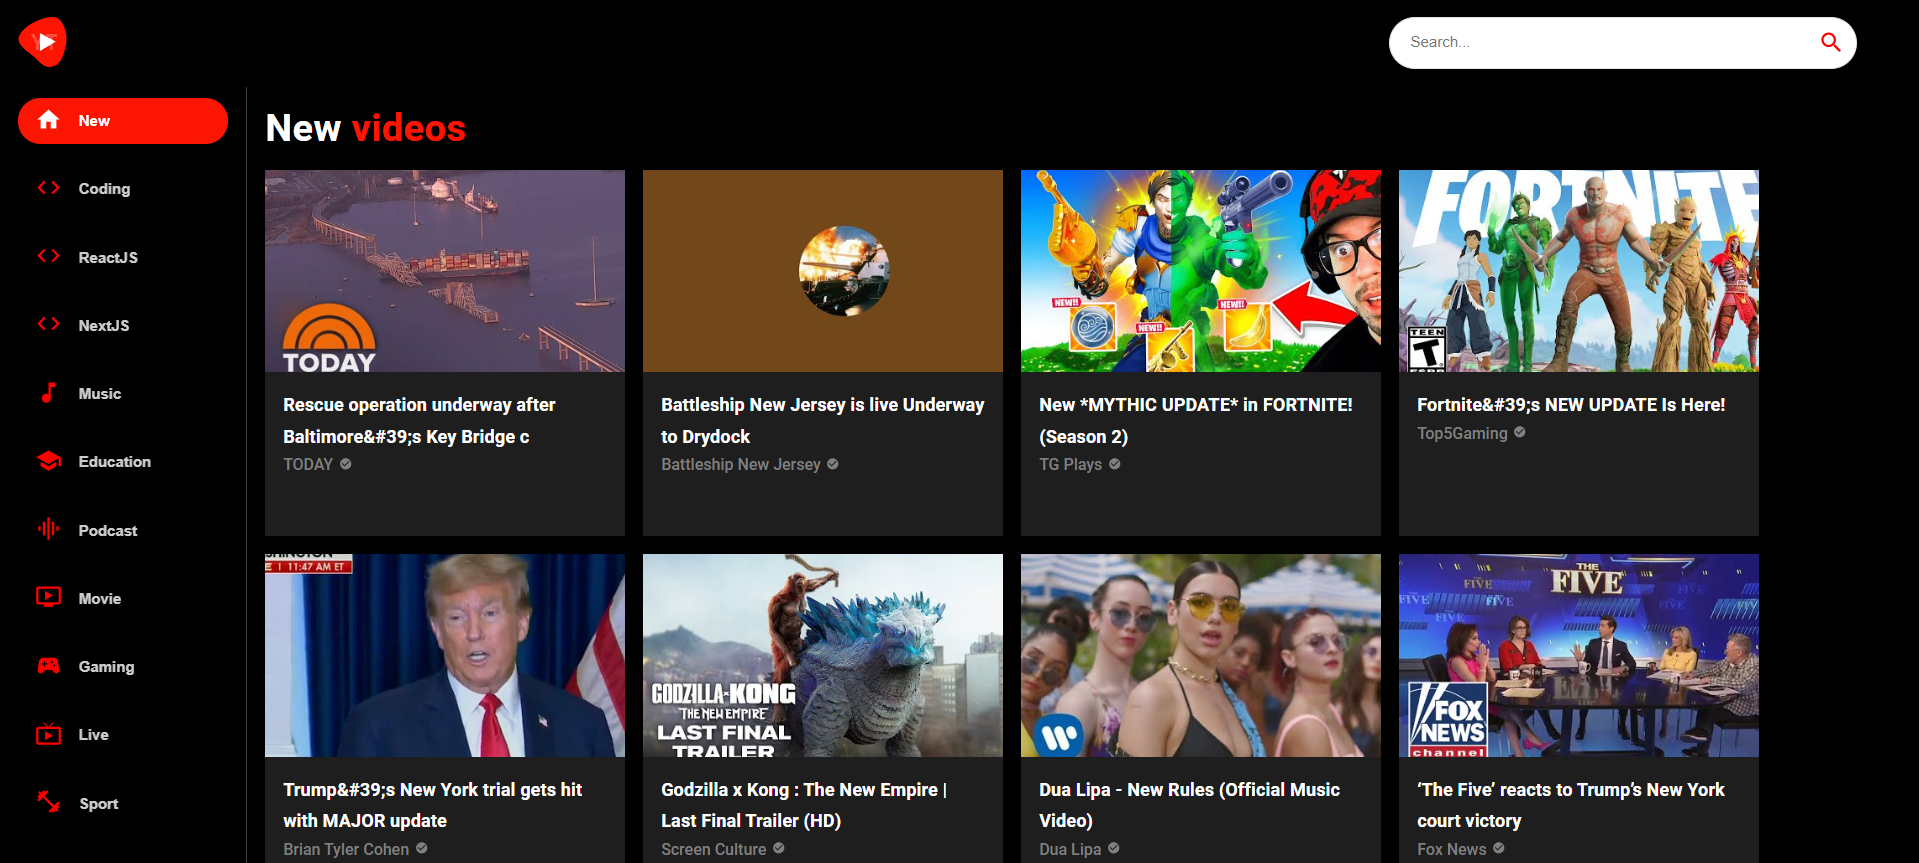 Search...
New
Coding
ReactJS
NextJS
Music
Education
Podcast
Movie
Gaming
Live
Sport
New videos
TODAY
Rescue operation underway after
Baltimore&#39;s Key Bridge c
TODAY
Battleship New Jersey is live Underway
to Drydock
Battleship New Jersey
NEW!!
NEW!!
NEW!!
New *MYTHIC UPDATE* in FORTNITE!
(Season 2)
TG Plays
FORTNITE
TEEN
T
ESRB
Fortnite&#39;s NEW UPDATE Is Here!
Top5Gaming
11:47 AM ET
Trump&#39;s New York trial gets hit
with MAJOR update
Brian Tyler Cohen
GODZILLA x KONG
THE NEW EMPIRE
LAST FINAL
TRAILER
Godzilla x Kong : The New Empire |
Last Final Trailer (HD)
Screen Culture
Dua Lipa - New Rules (Official Music
Video)
Dua Lipa
THE
FIVE
FIVE
FIVE
FIVE
FOX
NEWS
channel
‘The Five’ reacts to Trump’s New York
court victory
Fox News